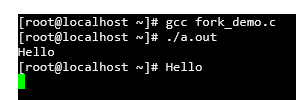 [root@localhost ~]# gcc fork_demo.c
[root@localhost ~]# ./a.out
Hello
[root@localhost ~]# Hello